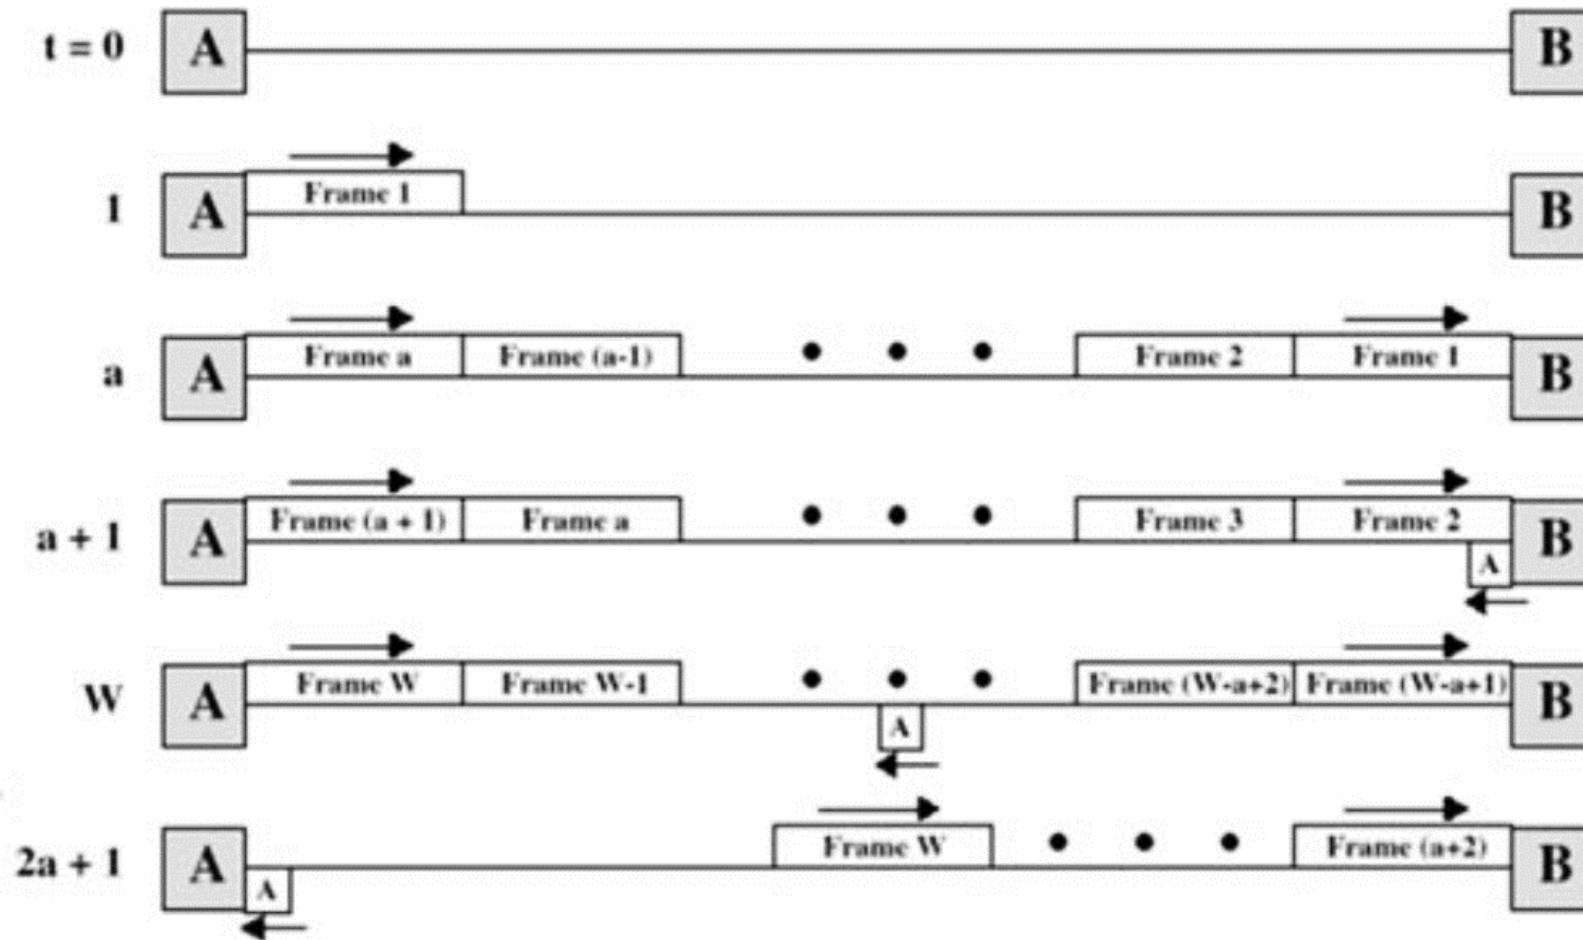 t = 0 A B
1 A Frame 1 B
a A Frame a Frame (a-1) Frame 2 Frame 1 B
a + 1 A Frame (a + 1) Frame a Frame 3 Frame 2 B
A
W A Frame W Frame W-1 Frame (W-a+2) Frame (W-a+1) B
A
2a + 1 A Frame W Frame (a+2) B
A